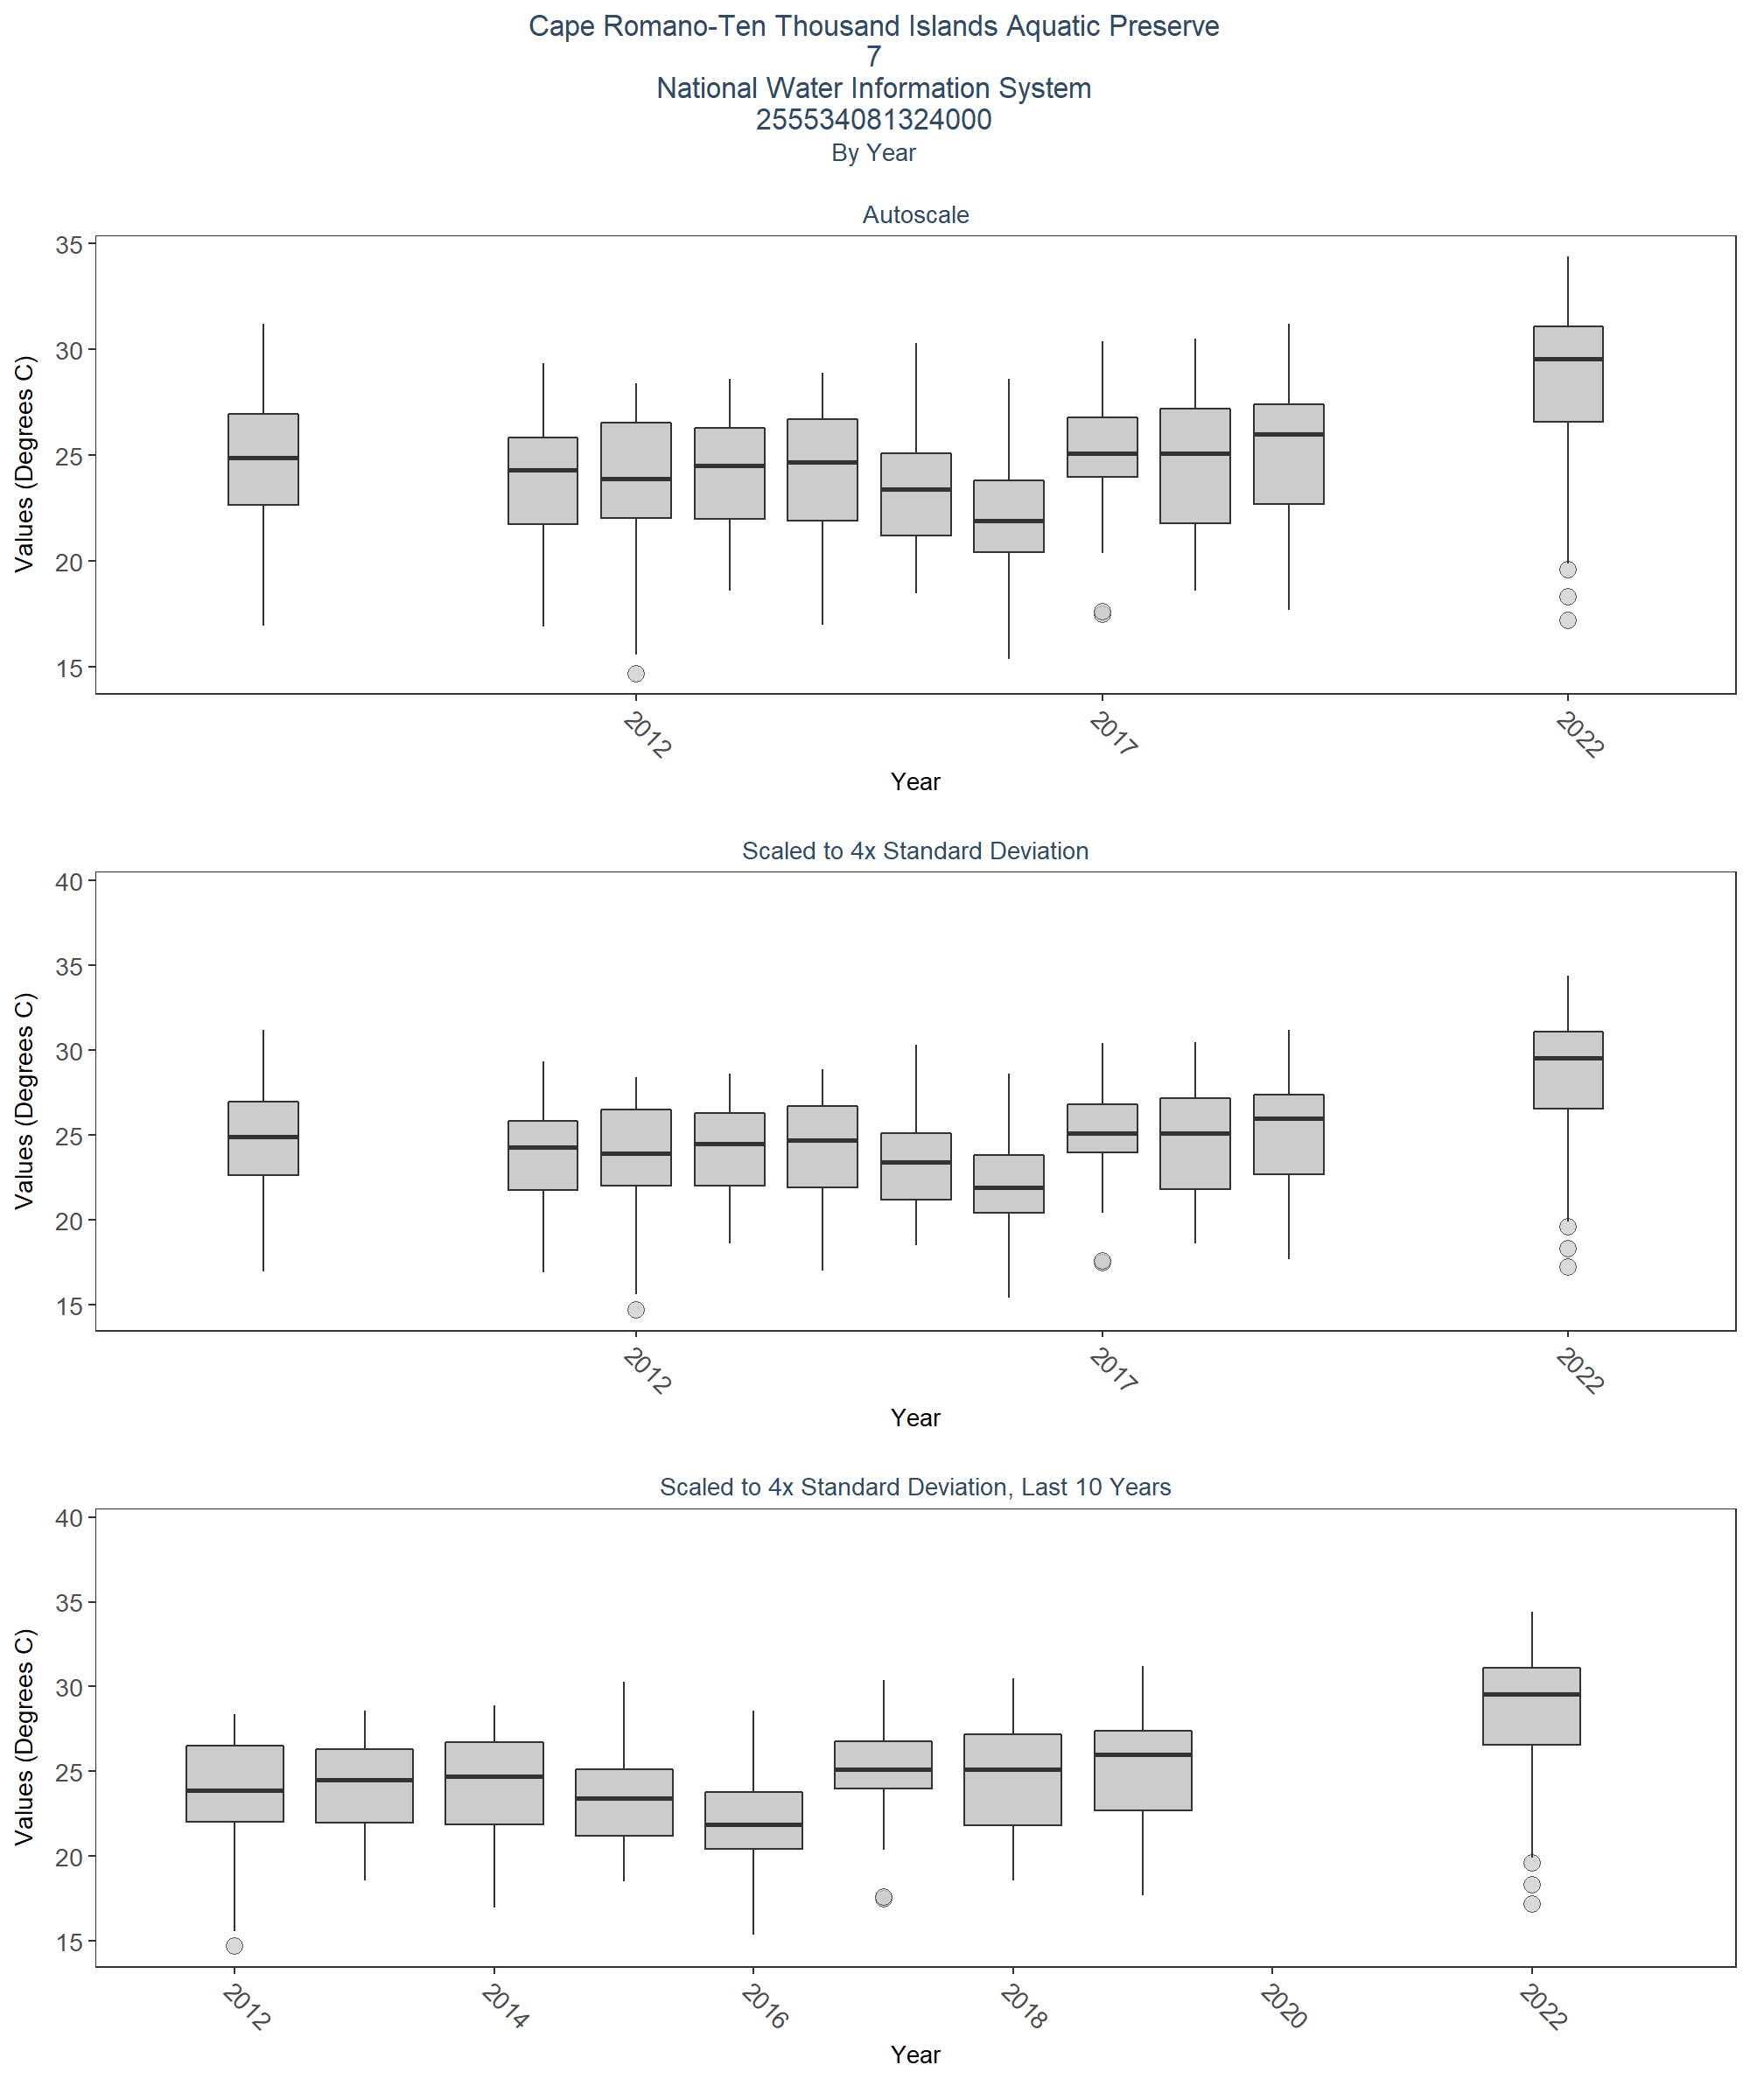 Cape Romano-Ten Thousand Islands Aquatic Preserve
7
National Water Information System
255534081324000
By Year
Autoscale
Values (Degrees C)
35
30
25
20
15
2012 2017 2022
Year
Scaled to 4x Standard Deviation
Values (Degrees C)
40
35
30
25
20
15
2012 2017 2022
Year
Scaled to 4x Standard Deviation, Last 10 Years
Values (Degrees C)
40
35
30
25
20
15
2012 2014 2016 2018 2020 2022
Year